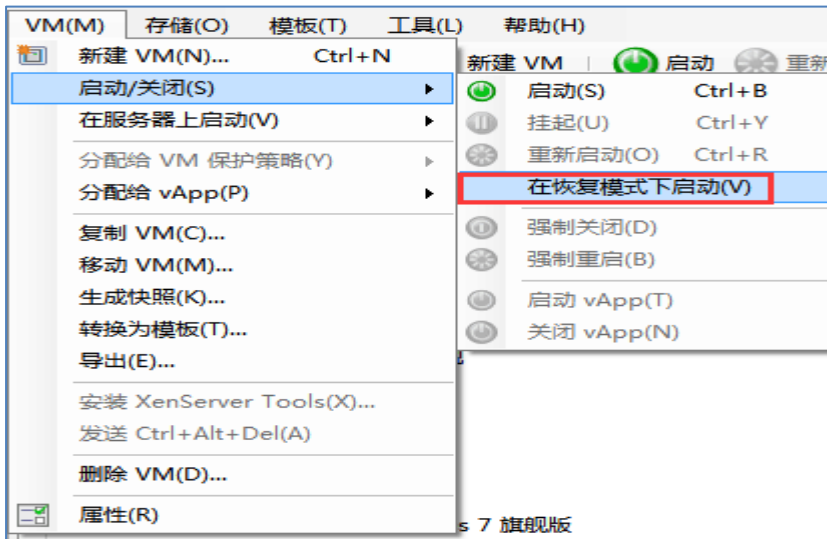 VM(M) 存储(O) 模板(T) 工具(L) 帮助(H)
新建 VM 启动 重新
新建 VM(N)... Ctrl+N
启动/关闭(S)
在服务器上启动(V)
分配给 VM 保护策略(Y)
分配给 vApp(P)
复制 VM(C)...
移动 VM(M)...
生成快照(K)...
转换为模板(T)...
导出(E)...
安装 XenServer Tools(X)...
发送 Ctrl+Alt+Del(A)
删除 VM(D)...
属性(R)
启动(S) Ctrl+B
挂起(U) Ctrl+Y
重新启动(O) Ctrl+R
在恢复模式下启动(V)
强制关闭(D)
强制重启(B)
启动 vApp(T)
关闭 vApp(N)
s 7 旗舰版